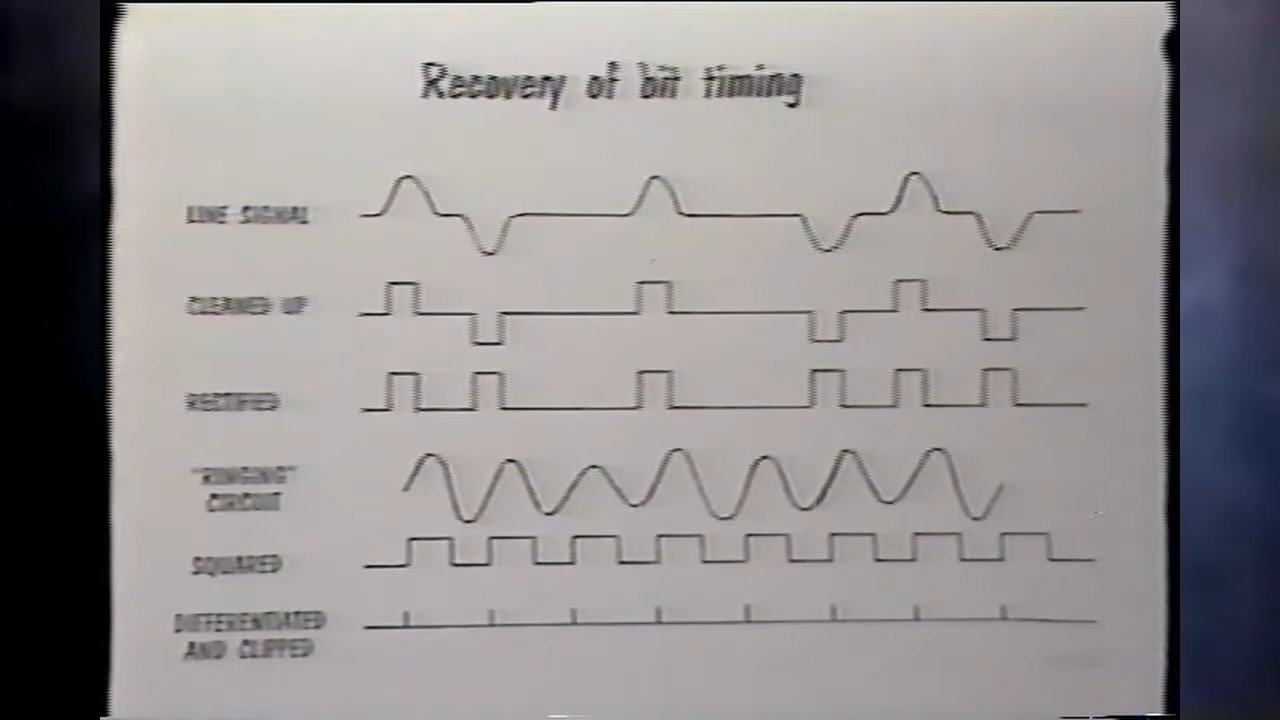 Recovery of bit timing
LINE SIGNAL
CLEANED UP
RECTIFIED
"RINGING"
CIRCUIT
SQUARED
DIFFERENTIATED
AND CLIPPED